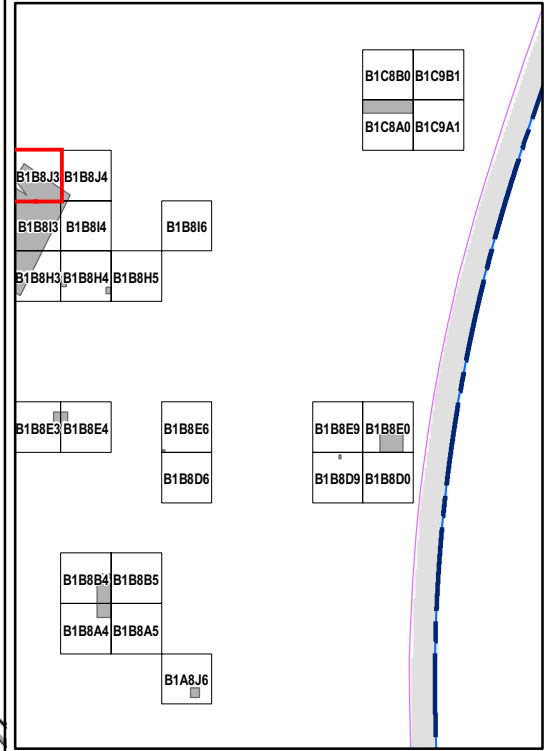 B1C8B0 B1C9B1
B1C8A0 B1C9A1
B1B8J3 B1B8J4
B1B8I3 B1B8I4 B1B8I6
B1B8H3 B1B8H4 B1B8H5
B1B8E3 B1B8E4 B1B8E6 B1B8E9 B1B8E0
B1B8D6 B1B8D9 B1B8D0
B1B8B4 B1B8B5
B1B8A4 B1B8A5
B1A8J6